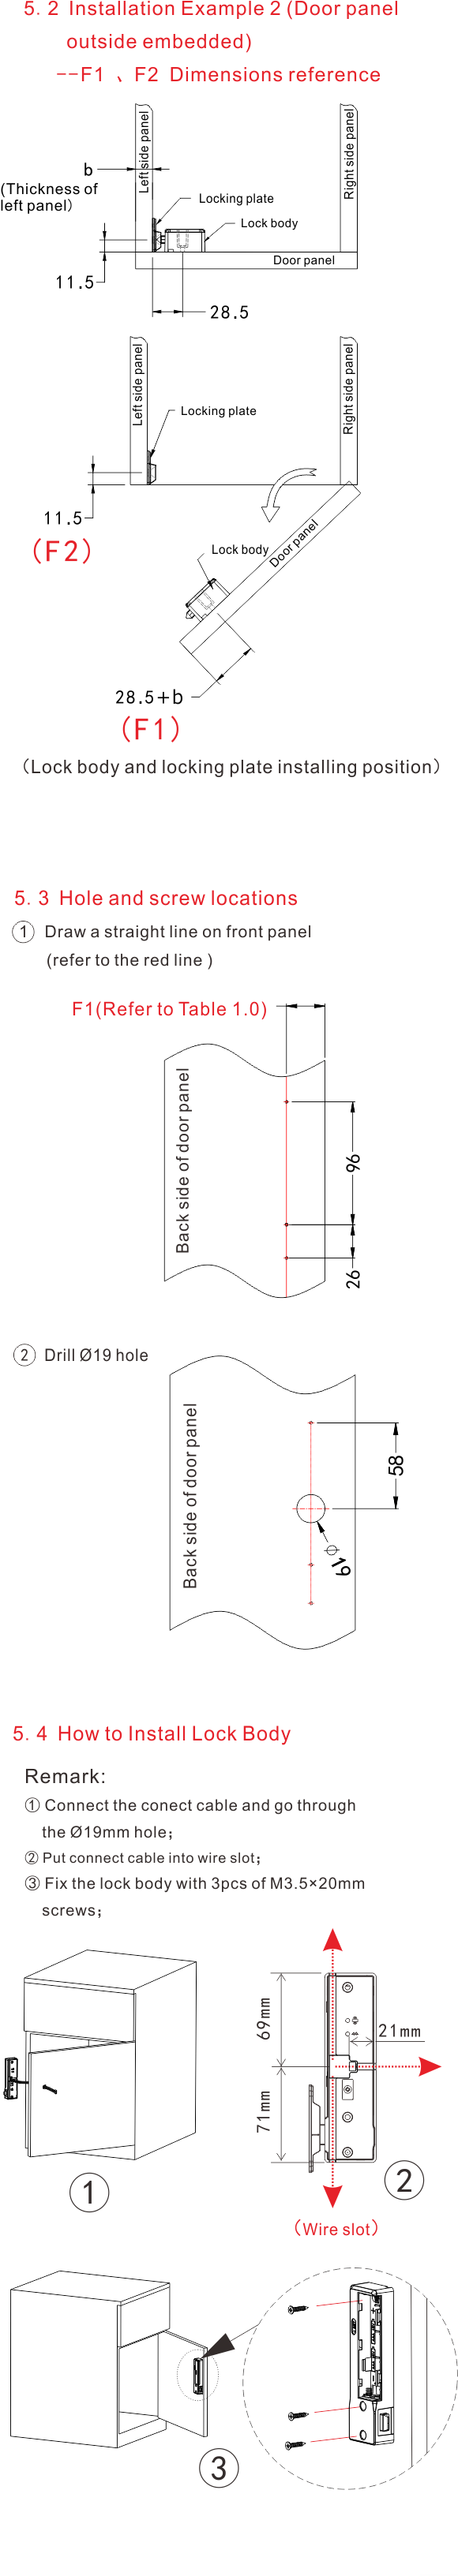 5. 2 Installation Example 2 (Door panel
outside embedded)
--F1 、F2 Dimensions reference
Left side panel
Right side panel
b
(Thickness of
left panel)
Locking plate
Lock body
Door panel
11.5
28.5
Left side panel
Right side panel
Locking plate
11.5
(F2)
Lock body
Door panel
28.5+b
(F1)
(Lock body and locking plate installing position)
5. 3 Hole and screw locations
① Draw a straight line on front panel
(refer to the red line )
F1(Refer to Table 1.0)
Back side of door panel
96
26
② Drill Ø19 hole
Back side of door panel
58
Φ19
5. 4 How to Install Lock Body
Remark:
① Connect the conect cable and go through
the Ø19mm hole;
② Put connect cable into wire slot;
③ Fix the lock body with 3pcs of M3.5×20mm
screws;
69mm
21mm
71mm
①
②
(Wire slot)
③